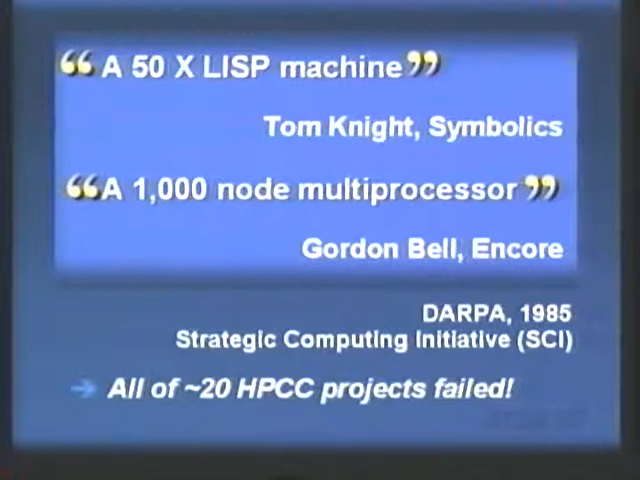 “ A 50 X LISP machine ”
Tom Knight, Symbolics
“ A 1,000 node multiprocessor ”
Gordon Bell, Encore
DARPA, 1985
Strategic Computing Initiative (SCI)
→ All of ~20 HPCC projects failed!